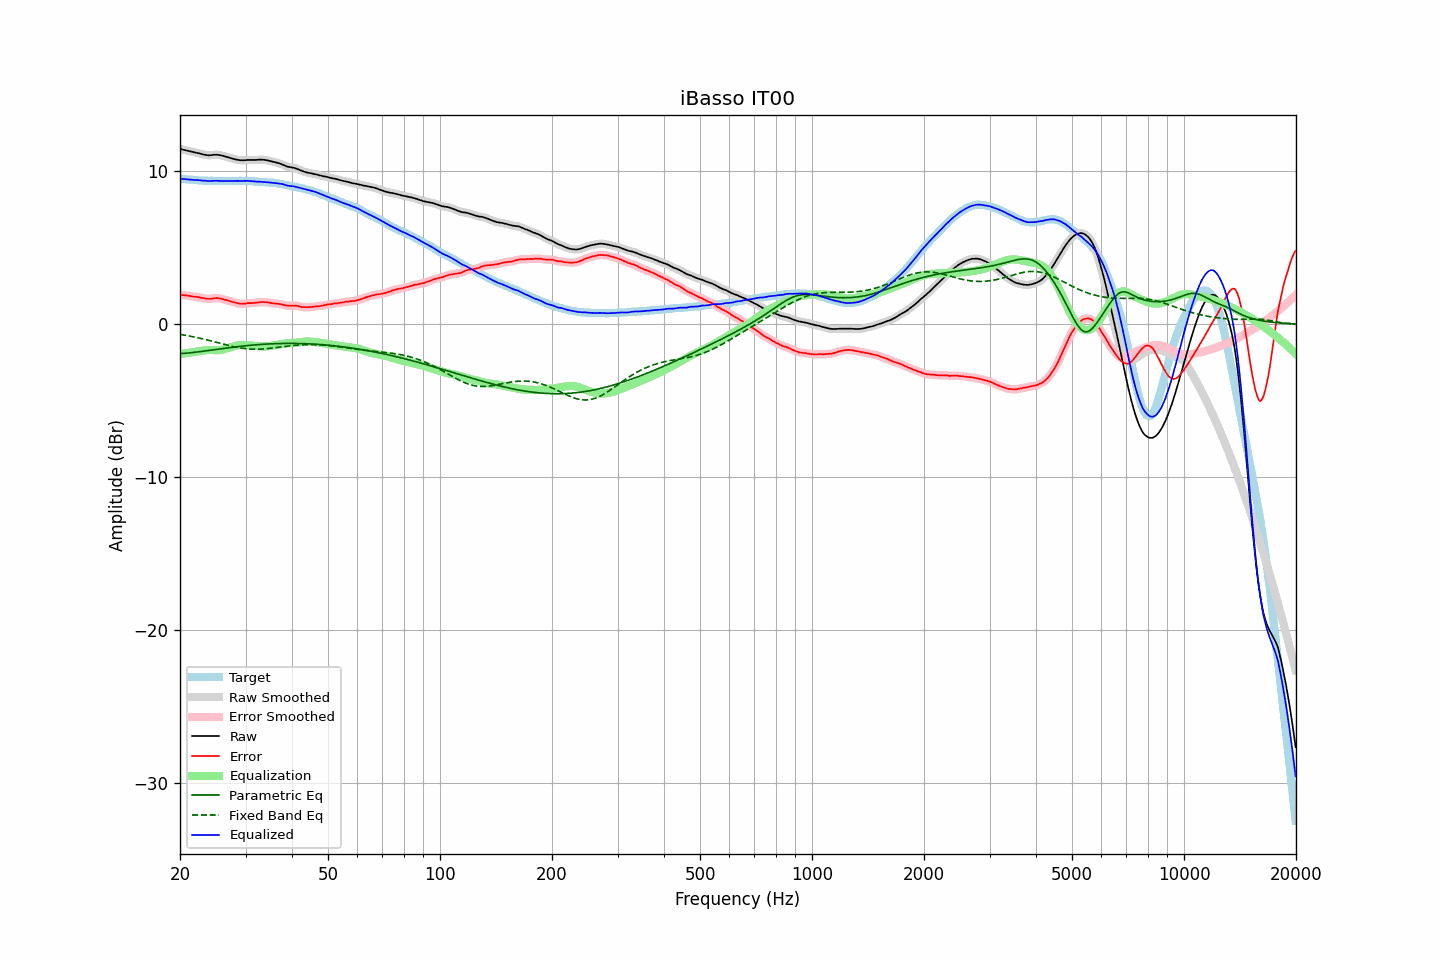 iBasso IT00
Amplitude (dBr)
10
0
−10
−20
−30
Target
Raw Smoothed
Error Smoothed
Raw
Error
Equalization
Parametric Eq
Fixed Band Eq
Equalized
20 50 100 200 500 1000 2000 5000 10000 20000
Frequency (Hz)